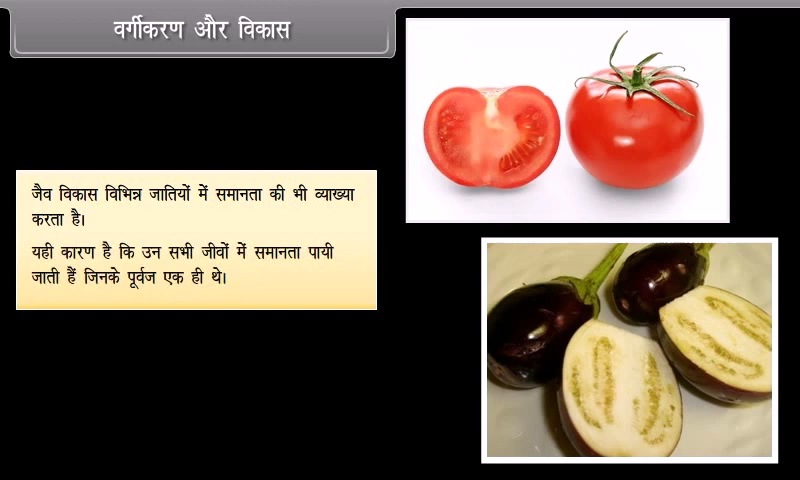 वर्गीकरण और विकास
जैव विकास विभिन्न जातियों में समानता की भी व्याख्या
करता है।
यही कारण है कि उन सभी जीवों में समानता पायी
जाती हैं जिनके पूर्वज एक ही थे।